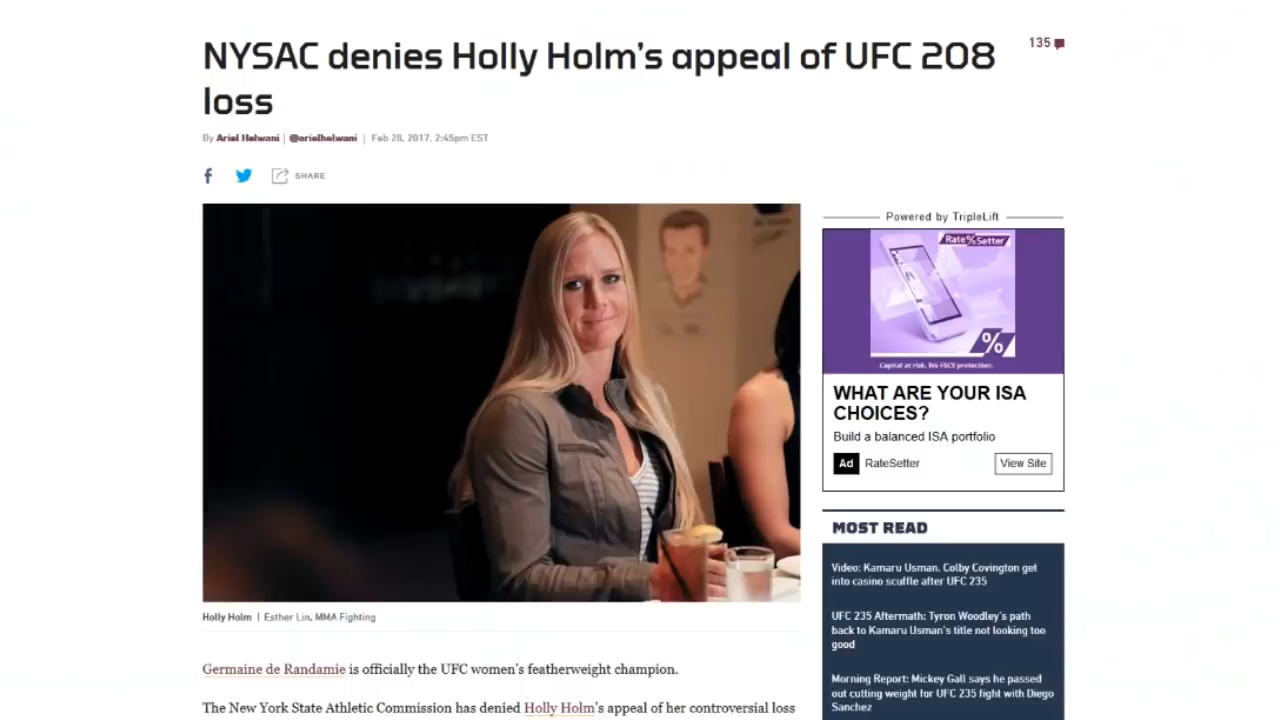 NYSAC denies Holly Holm's appeal of UFC 208
loss
135
By Ariel Helwani | @arielhelwani | Feb 28, 2017, 2:45pm EST
SHARE
Holly Holm | Esther Lin, MMA Fighting
Germaine de Randamie is officially the UFC women's featherweight champion.
The New York State Athletic Commission has denied Holly Holm's appeal of her controversial loss
Powered by TripleLift
Rate%Setter
%
Capital at risk. No FSCS protection.
WHAT ARE YOUR ISA
CHOICES?
Build a balanced ISA portfolio
Ad RateSetter View Site
MOST READ
Video: Kamaru Usman, Colby Covington get
into casino scuffle after UFC 235
UFC 235 Aftermath: Tyron Woodley's path
back to Kamaru Usman's title not looking too
good
Morning Report: Mickey Gall says he passed
out cutting weight for UFC 235 fight with Diego
Sanchez